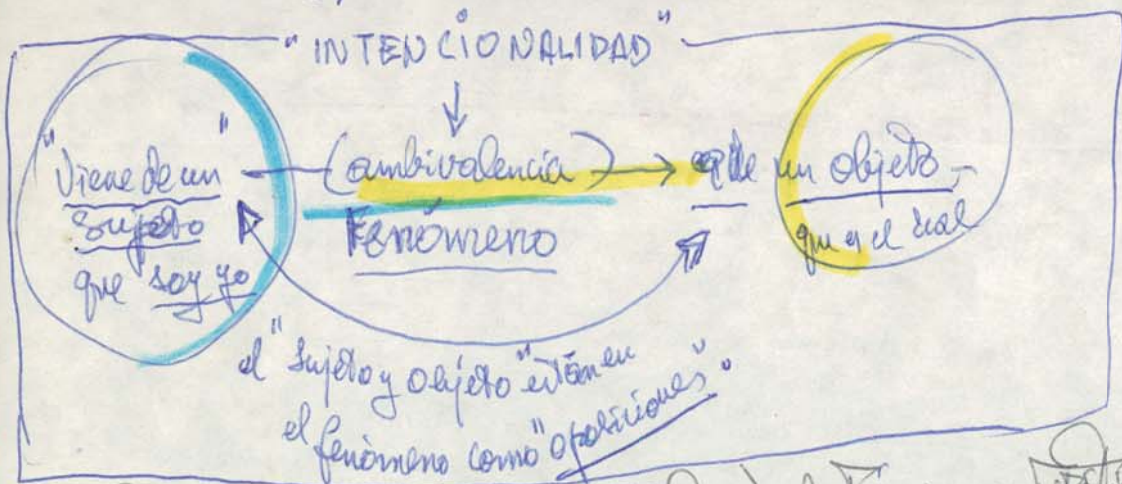 "INTENCIONALIDAD"
"Viene de un" (ambivalencia) de un objeto -
sujeto Fenómeno que es el
que soy yo
el "sujeto y objeto" están en
el fenómeno como "oposiciones".